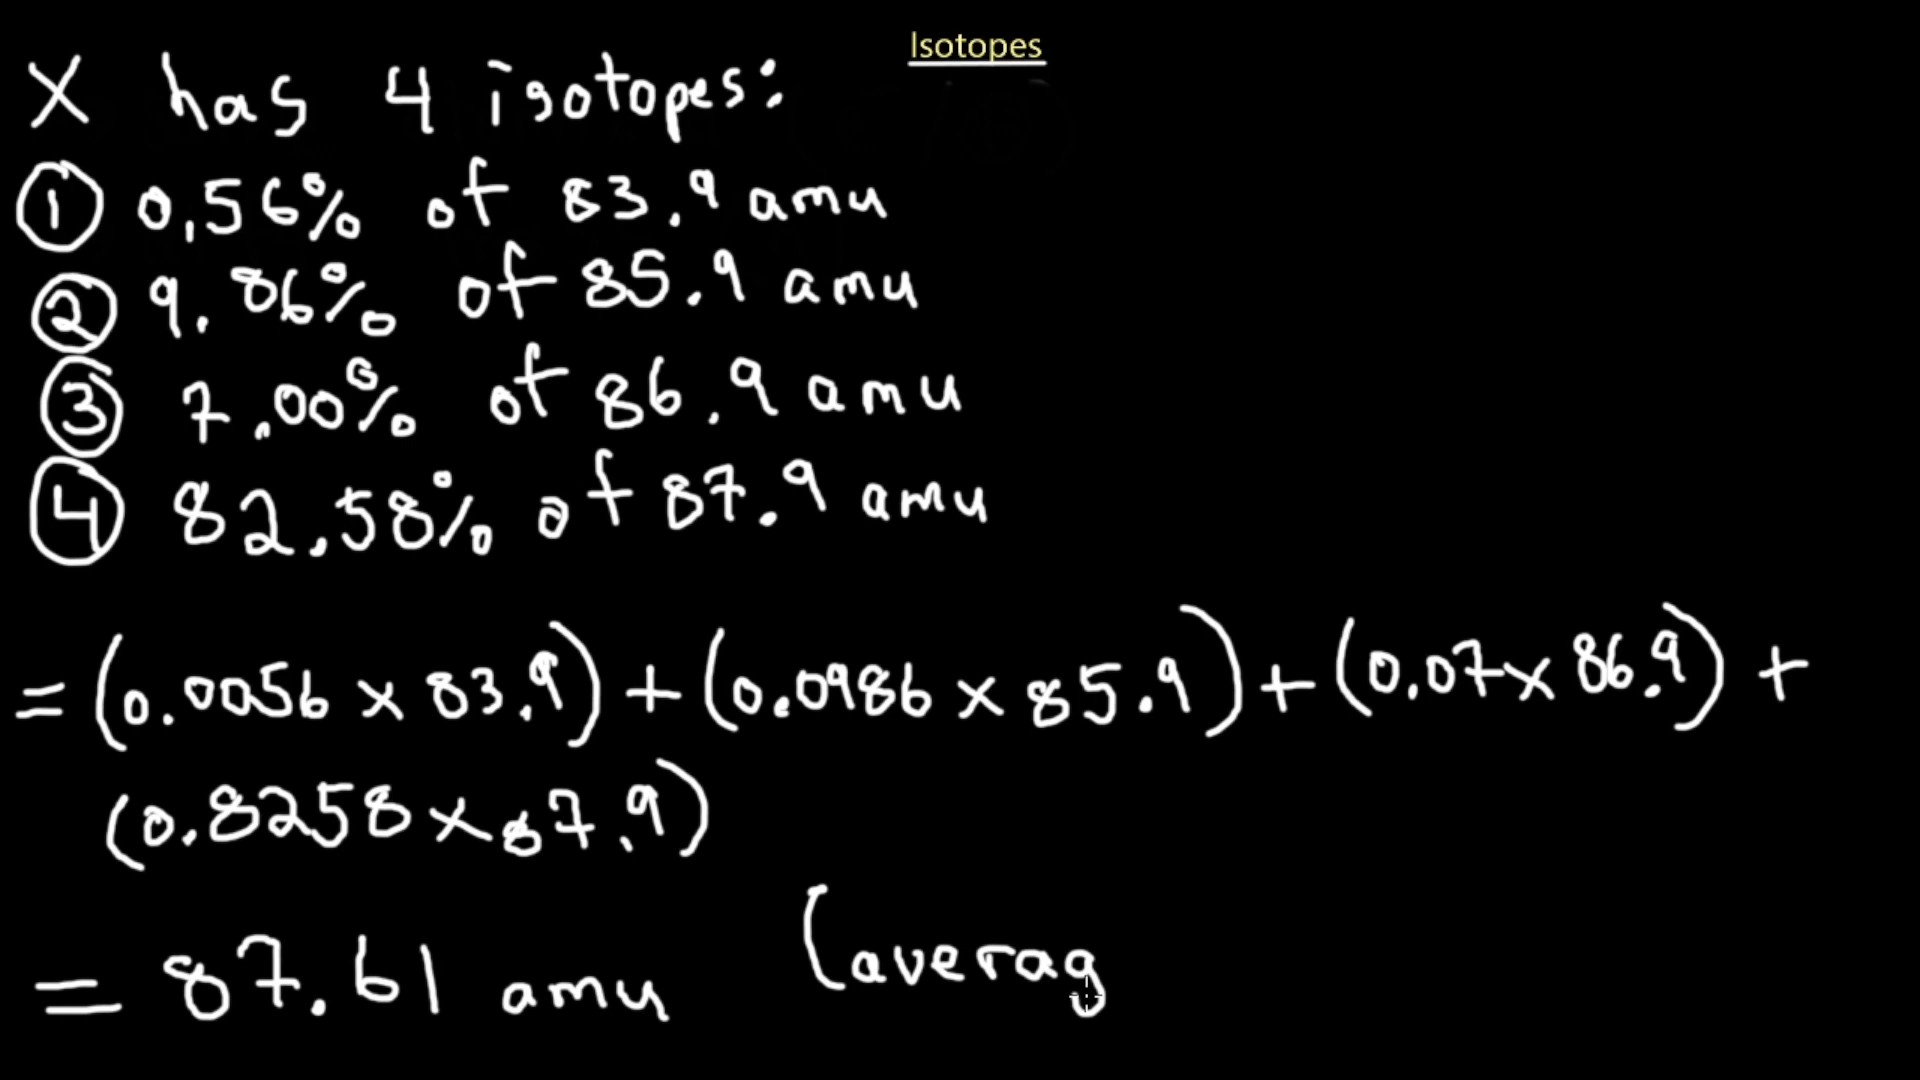 Isotopes
X has 4 isotopes:
① 0,56% of 83.9 amu
② 9.86% of 85.9 amu
③ 7.00% of 86.9 amu
④ 82,58% of 87.9 amu
= (0.0056 x 83.9) + (0.0986 x 85.9) + (0.07 x 86.9) +
(0.8258 x 87.9)
= 87.61 amu (averag